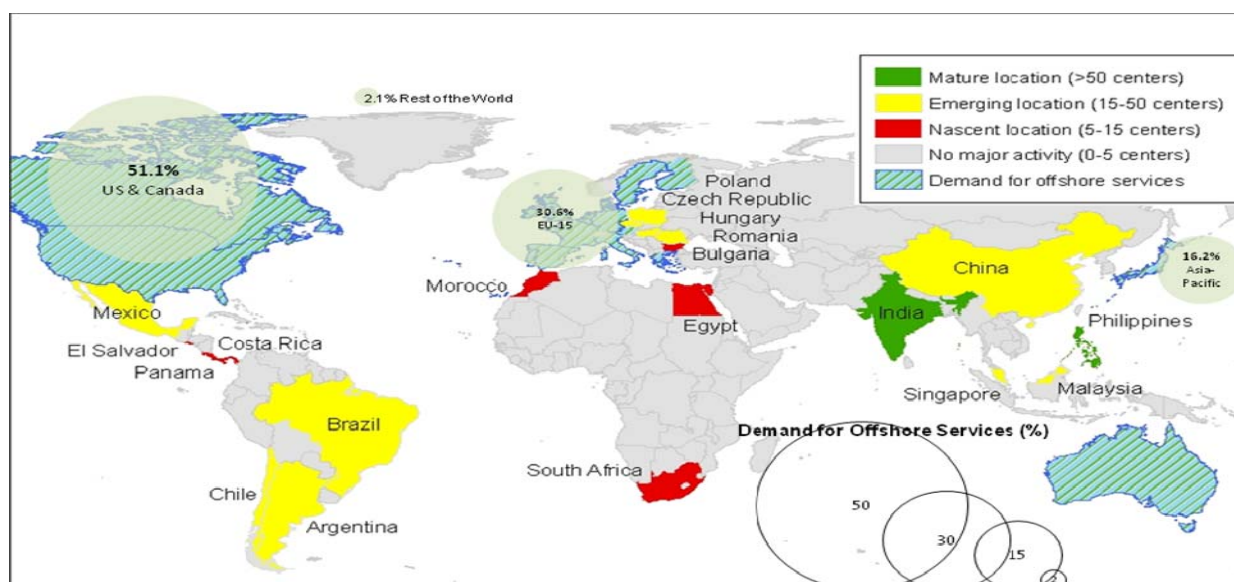 Mature location (>50 centers)
Emerging location (15-50 centers)
Nascent location (5-15 centers)
No major activity (0-5 centers)
Demand for offshore services
2.1% Rest of the World
51.1%
US & Canada
30.6%
EU-15
Poland
Czech Republic
Hungary
Romania
Bulgaria
16.2%
Asia-
Pacific
China
Morocco
Egypt
India
Philippines
Mexico
El Salvador
Costa Rica
Panama
Singapore
Malaysia
Brazil
South Africa
Chile
Argentina
Demand for Offshore Services (%)
50
30
15
2